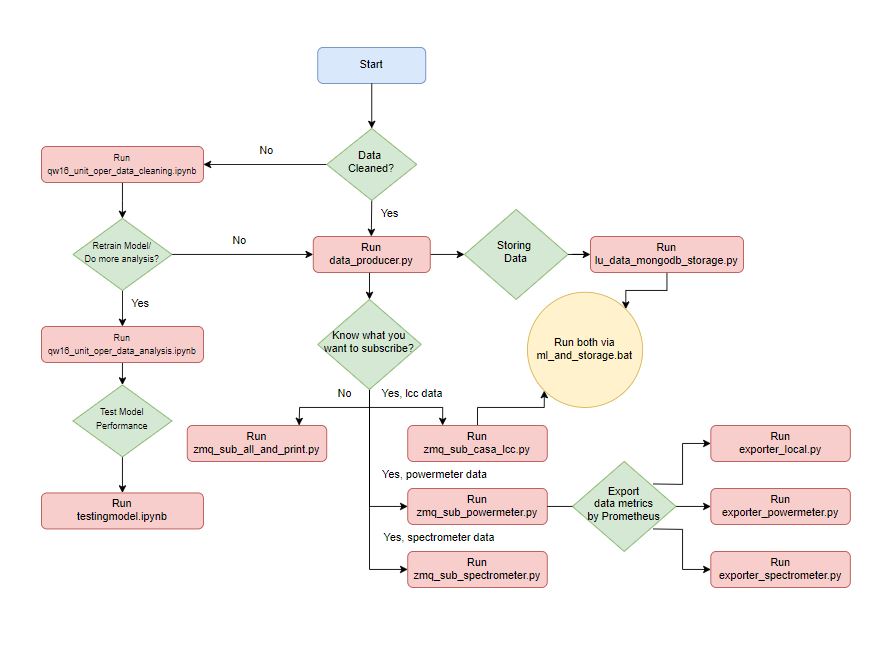 Start
Data
Cleaned?
No
Yes
Run
qw16_unit_oper_data_cleaning.ipynb
Retrain Model/
Do more analysis?
No
Yes
Run
data_producer.py
Storing
Data
Run
lu_data_mongodb_storage.py
Run
qw16_unit_oper_data_analysis.ipynb
Know what you
want to subscribe?
Run both via
ml_and_storage.bat
Test Model
Performance
No
Yes, lcc data
Run
zmq_sub_all_and_print.py
Run
zmq_sub_casa_lcc.py
Run
exporter_local.py
Yes, powermeter data
Run
testingmodel.ipynb
Run
zmq_sub_powermeter.py
Export
data metrics
by Prometheus
Run
exporter_powermeter.py
Yes, spectrometer data
Run
zmq_sub_spectrometer.py
Run
exporter_spectrometer.py